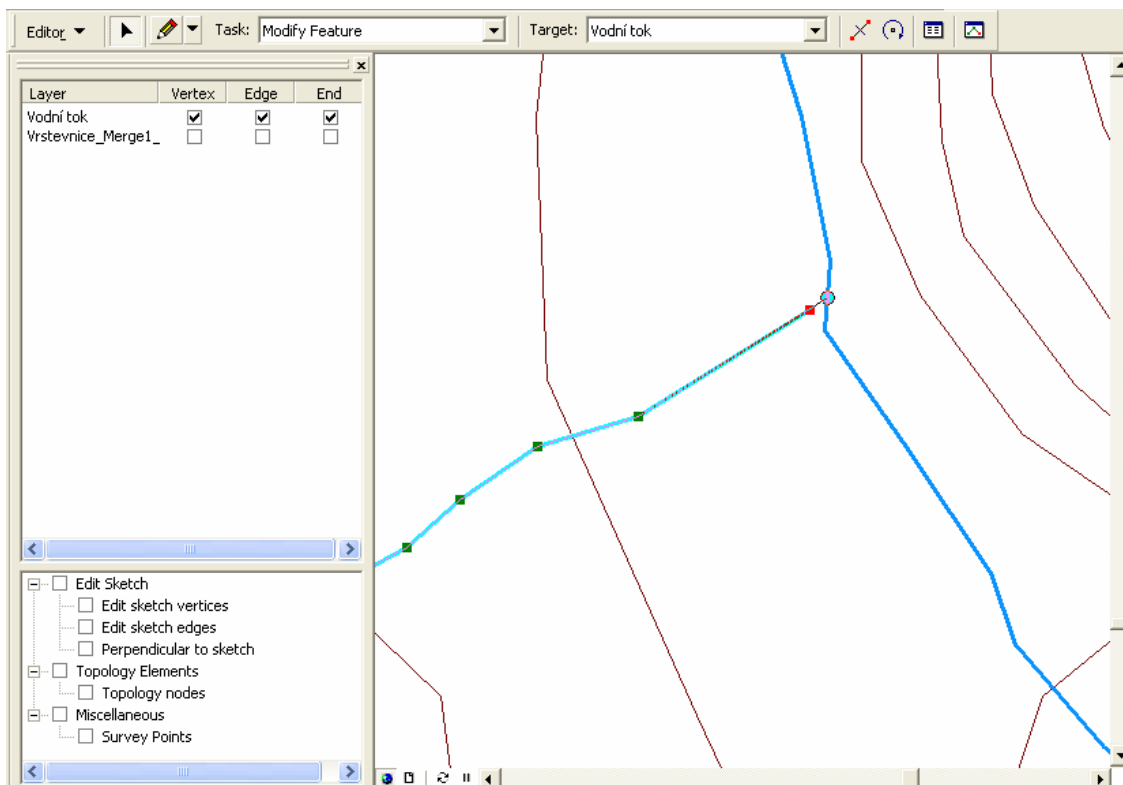 Editor Task: Modify Feature Target: Vodní tok
Layer Vertex Edge End
Vodní tok
Vrstevnice_Merge1_
Edit Sketch
Edit sketch vertices
Edit sketch edges
Perpendicular to sketch
Topology Elements
Topology nodes
Miscellaneous
Survey Points